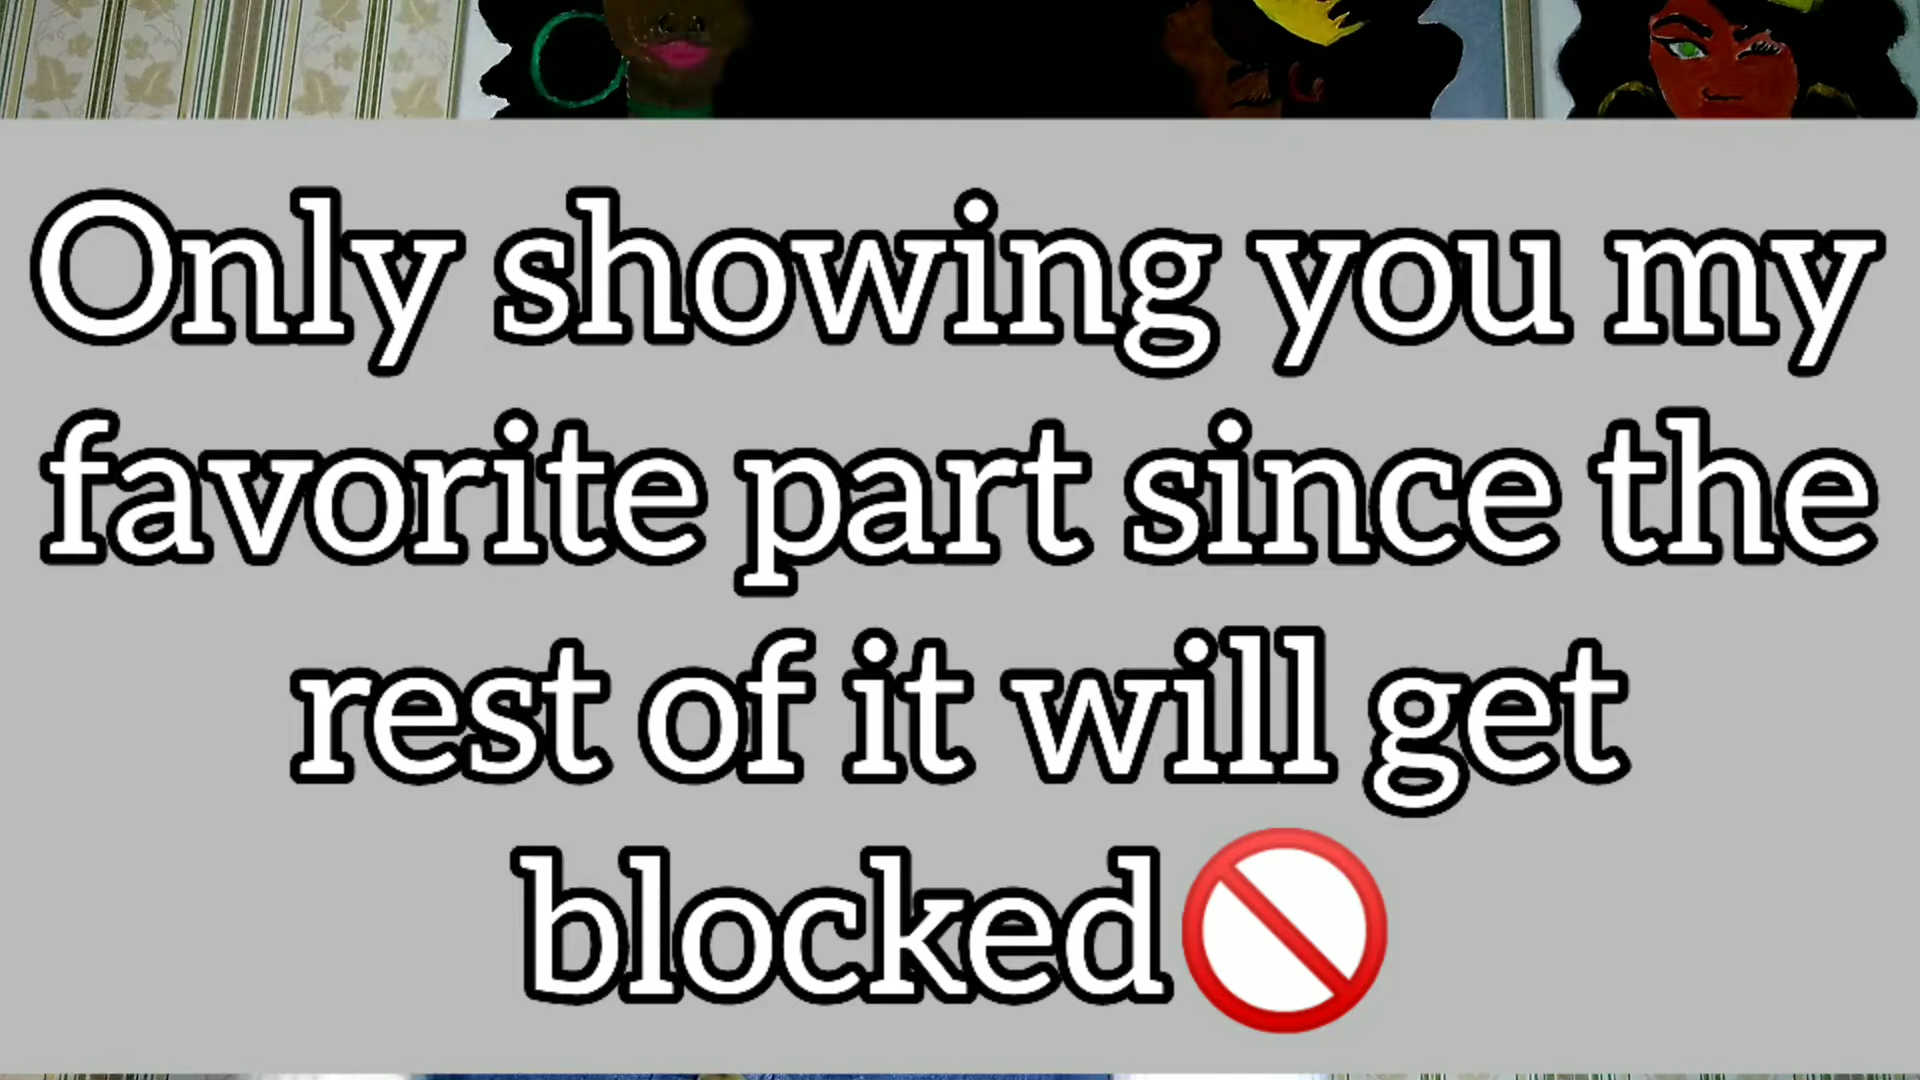 Only showing you my
favorite part since the
rest of it will get
blocked🚫